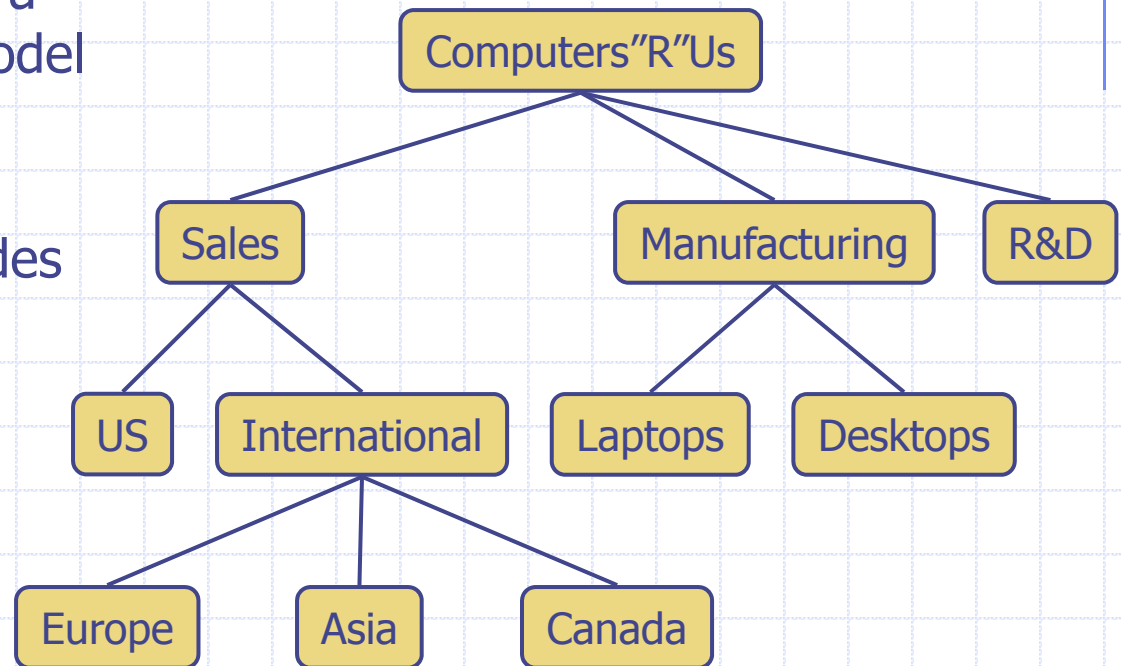 Computers”R”Us
Sales
Manufacturing
R&D
US
International
Laptops
Desktops
Europe
Asia
Canada